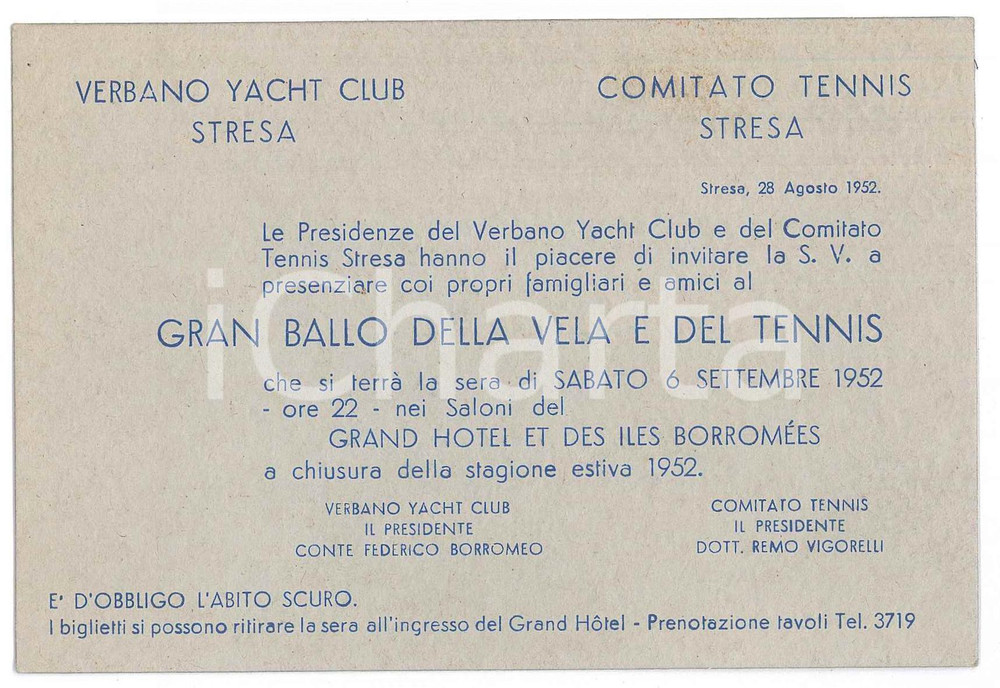 VERBANO YACHT CLUB
STRESA
COMITATO TENNIS
STRESA
Stresa, 28 Agosto 1952.
Le Presidenze del Verbano Yacht Club e del Comitato
Tennis Stresa hanno il piacere di invitare la S. V. a
presenziare coi propri famigliari e amici al
GRAN BALLO DELLA VELA E DEL TENNIS
che si terrà la sera di SABATO 6 SETTEMBRE 1952
- ore 22 - nei Saloni del
GRAND HOTEL ET DES ILES BORROMÉES
a chiusura della stagione estiva 1952.
VERBANO YACHT CLUB
IL PRESIDENTE
CONTE FEDERICO BORROMEO
COMITATO TENNIS
IL PRESIDENTE
DOTT. REMO VIGORELLI
E' D'OBBLIGO L'ABITO SCURO.
I biglietti si possono ritirare la sera all'ingresso del Grand Hôtel - Prenotazione tavoli Tel. 3719
iCharta